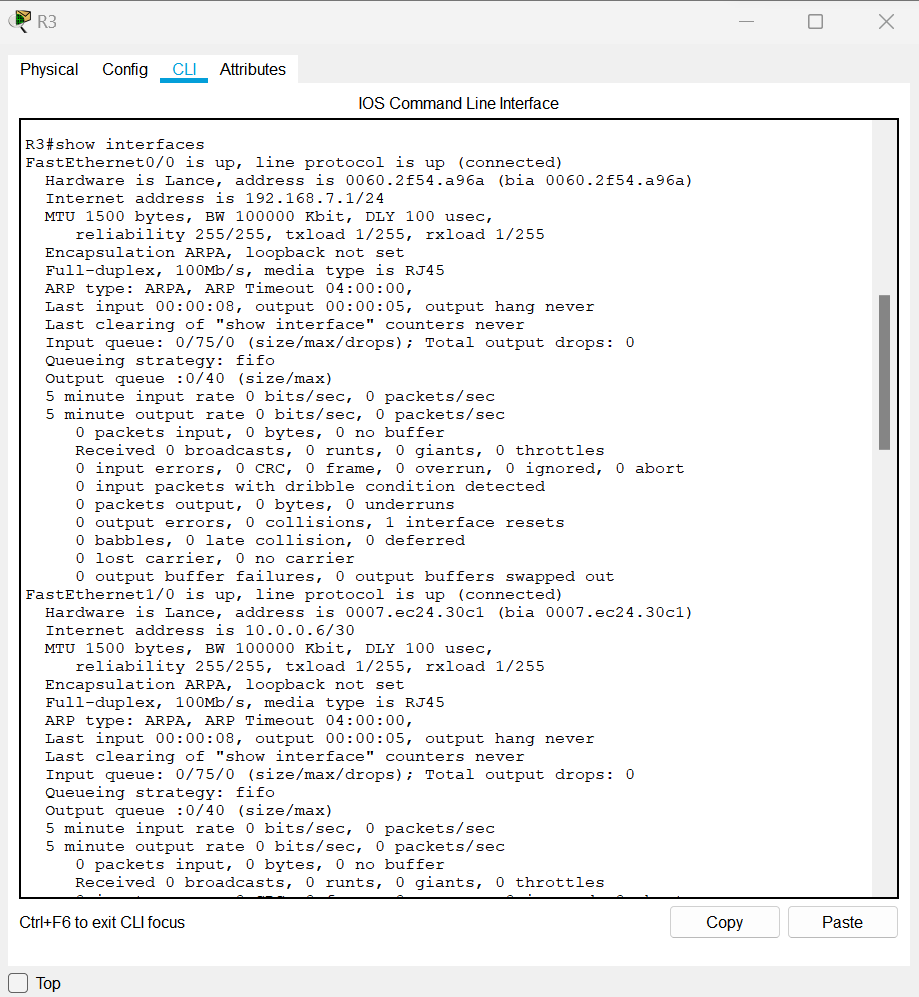 R3
Physical Config CLI Attributes
IOS Command Line Interface
R3#show interfaces
FastEthernet0/0 is up, line protocol is up (connected)
Hardware is Lance, address is 0060.2f54.a96a (bia 0060.2f54.a96a)
Internet address is 192.168.7.1/24
MTU 1500 bytes, BW 100000 Kbit, DLY 100 usec,
reliability 255/255, txload 1/255, rxload 1/255
Encapsulation ARPA, loopback not set
Full-duplex, 100Mb/s, media type is RJ45
ARP type: ARPA, ARP Timeout 04:00:00,
Last input 00:00:08, output 00:00:05, output hang never
Last clearing of "show interface" counters never
Input queue: 0/75/0 (size/max/drops); Total output drops: 0
Queueing strategy: fifo
Output queue :0/40 (size/max)
5 minute input rate 0 bits/sec, 0 packets/sec
5 minute output rate 0 bits/sec, 0 packets/sec
0 packets input, 0 bytes, 0 no buffer
Received 0 broadcasts, 0 runts, 0 giants, 0 throttles
0 input errors, 0 CRC, 0 frame, 0 overrun, 0 ignored, 0 abort
0 input packets with dribble condition detected
0 packets output, 0 bytes, 0 underruns
0 output errors, 0 collisions, 1 interface resets
0 babbles, 0 late collision, 0 deferred
0 lost carrier, 0 no carrier
0 output buffer failures, 0 output buffers swapped out
FastEthernet1/0 is up, line protocol is up (connected)
Hardware is Lance, address is 0007.ec24.30c1 (bia 0007.ec24.30c1)
Internet address is 10.0.0.6/30
MTU 1500 bytes, BW 100000 Kbit, DLY 100 usec,
reliability 255/255, txload 1/255, rxload 1/255
Encapsulation ARPA, loopback not set
Full-duplex, 100Mb/s, media type is RJ45
ARP type: ARPA, ARP Timeout 04:00:00,
Last input 00:00:08, output 00:00:05, output hang never
Last clearing of "show interface" counters never
Input queue: 0/75/0 (size/max/drops); Total output drops: 0
Queueing strategy: fifo
Output queue :0/40 (size/max)
5 minute input rate 0 bits/sec, 0 packets/sec
5 minute output rate 0 bits/sec, 0 packets/sec
0 packets input, 0 bytes, 0 no buffer
Received 0 broadcasts, 0 runts, 0 giants, 0 throttles
Ctrl+F6 to exit CLI focus
Copy Paste
Top